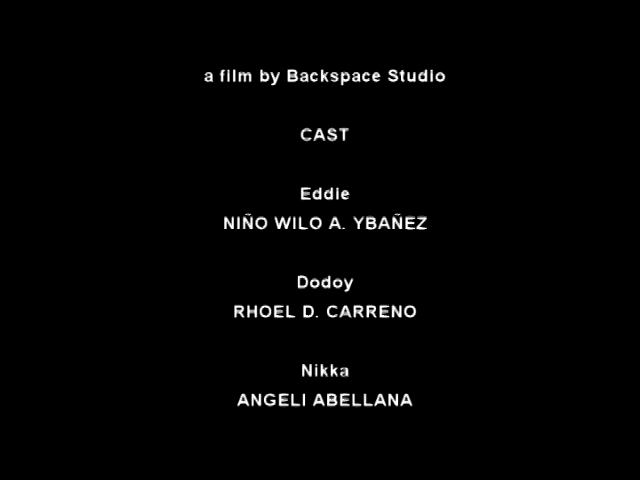 a film by Backspace Studio
CAST
Eddie
NIÑO WILO A. YBAÑEZ
Dodoy
RHOEL D. CARRENO
Nikka
ANGELI ABELLANA